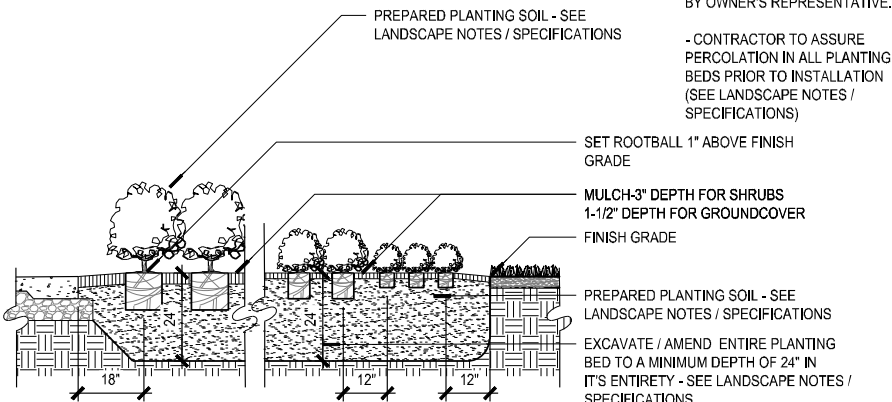 PREPARED PLANTING SOIL - SEE
LANDSCAPE NOTES / SPECIFICATIONS
BY OWNER'S REPRESENTATIVE.
- CONTRACTOR TO ASSURE
PERCOLATION IN ALL PLANTING
BEDS PRIOR TO INSTALLATION
(SEE LANDSCAPE NOTES /
SPECIFICATIONS)
SET ROOTBALL 1" ABOVE FINISH
GRADE
MULCH-3" DEPTH FOR SHRUBS
1-1/2" DEPTH FOR GROUNDCOVER
FINISH GRADE
PREPARED PLANTING SOIL - SEE
LANDSCAPE NOTES / SPECIFICATIONS
EXCAVATE / AMEND ENTIRE PLANTING
BED TO A MINIMUM DEPTH OF 24" IN
IT'S ENTIRETY - SEE LANDSCAPE NOTES /
SPECIFICATIONS
24"
24"
18"
12"
12"